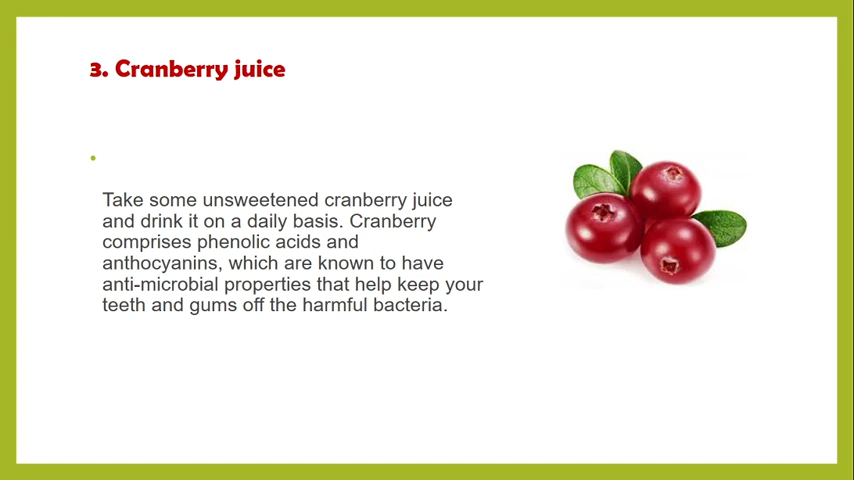 3. Cranberry juice
•
Take some unsweetened cranberry juice
and drink it on a daily basis. Cranberry
comprises phenolic acids and
anthocyanins, which are known to have
anti-microbial properties that help keep your
teeth and gums off the harmful bacteria.